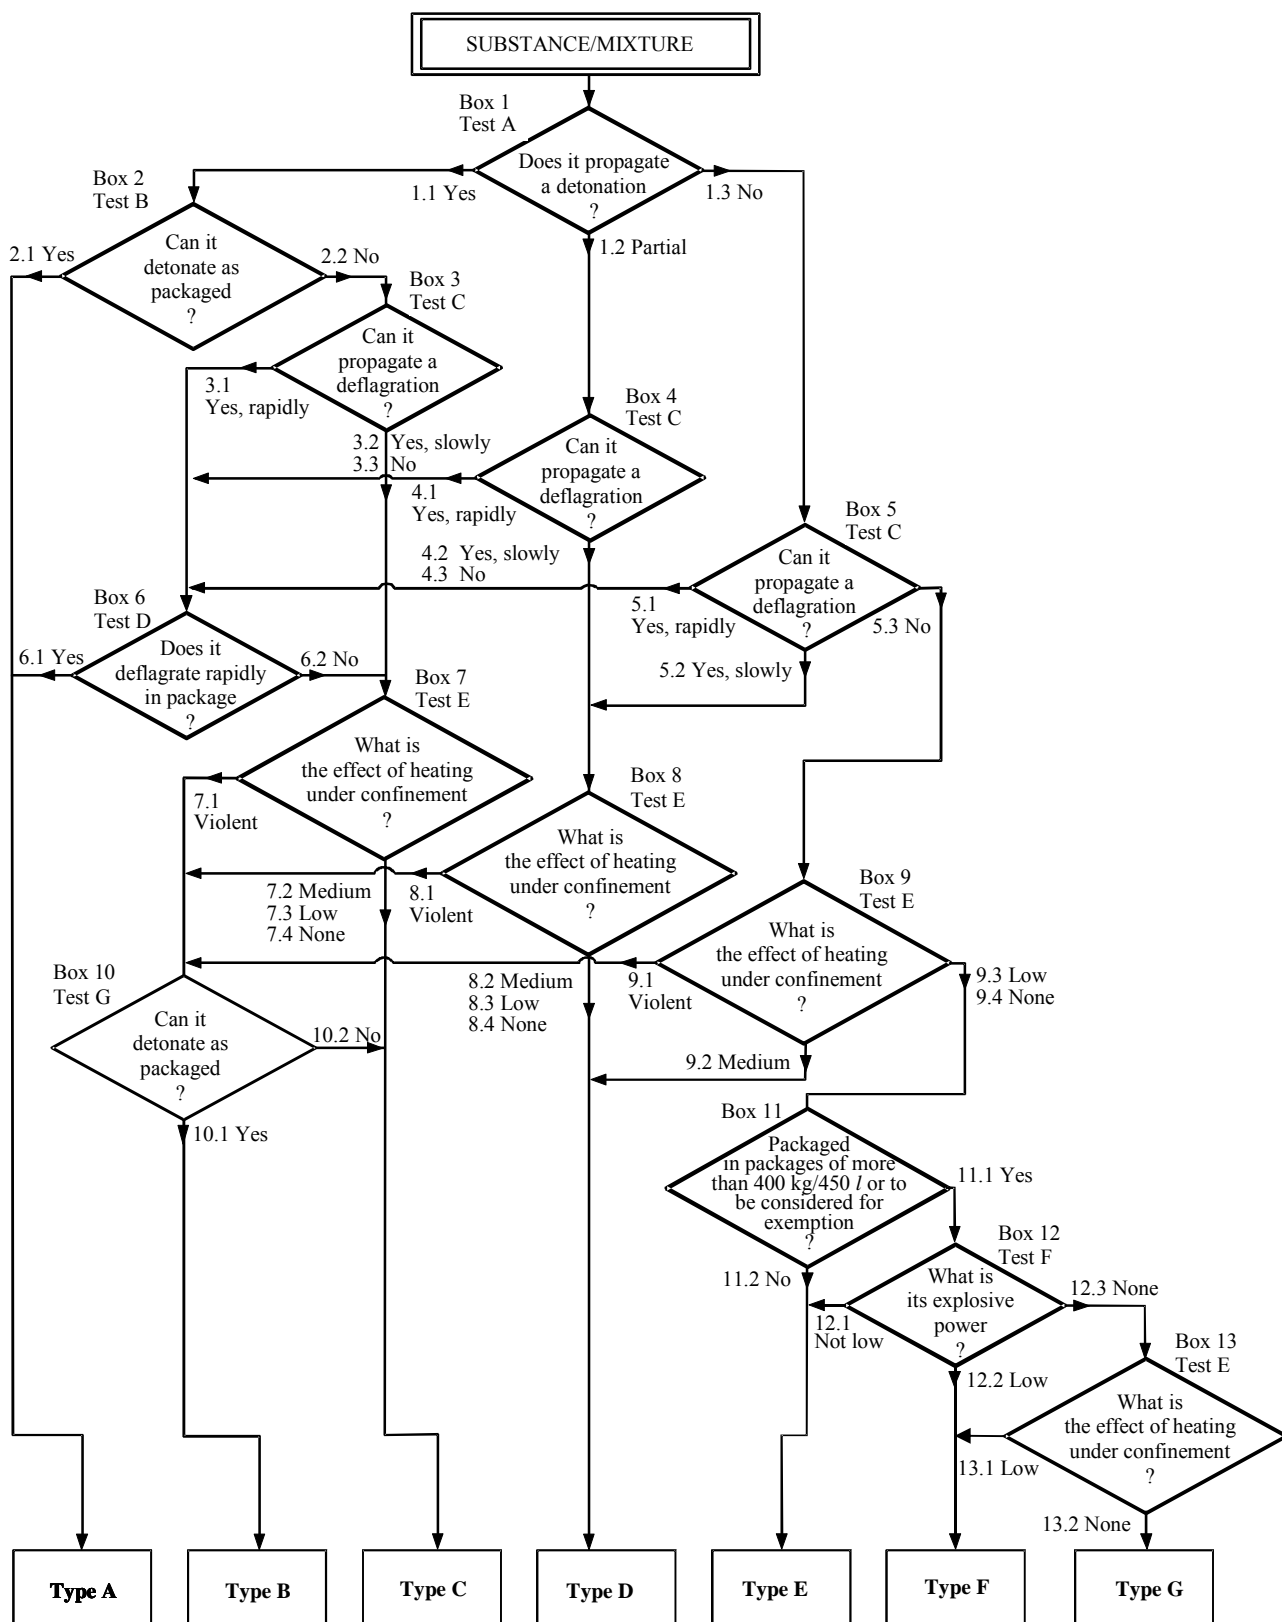 SUBSTANCE/MIXTURE
Box 1
Test A
Does it propagate
a detonation
?
1.1 Yes
1.3 No
1.2 Partial
Box 2
Test B
Can it
detonate as
packaged
?
2.1 Yes
2.2 No
Box 3
Test C
Can it
propagate a
deflagration
?
3.1
Yes, rapidly
3.2 Yes, slowly
3.3 No
Box 4
Test C
Can it
propagate a
deflagration
?
4.1
Yes, rapidly
4.2 Yes, slowly
4.3 No
Box 5
Test C
Can it
propagate a
deflagration
?
5.1
Yes, rapidly
5.3 No
5.2 Yes, slowly
Box 6
Test D
Does it
deflagrate rapidly
in package
?
6.1 Yes
6.2 No
Box 7
Test E
What is
the effect of heating
under confinement
?
7.1
Violent
7.2 Medium
7.3 Low
7.4 None
Box 8
Test E
What is
the effect of heating
under confinement
?
8.1
Violent
8.2 Medium
8.3 Low
8.4 None
Box 9
Test E
What is
the effect of heating
under confinement
?
9.1
Violent
9.3 Low
9.4 None
9.2 Medium
Box 10
Test G
Can it
detonate as
packaged
?
10.2 No
10.1 Yes
Box 11
Packaged
in packages of more
than 400 kg/450 l or to
be considered for
exemption
?
11.1 Yes
11.2 No
Box 12
Test F
What is
its explosive
power
?
12.3 None
12.1
Not low
12.2 Low
Box 13
Test E
What is
the effect of heating
under confinement
?
13.1 Low
13.2 None
Type A
Type B
Type C
Type D
Type E
Type F
Type G